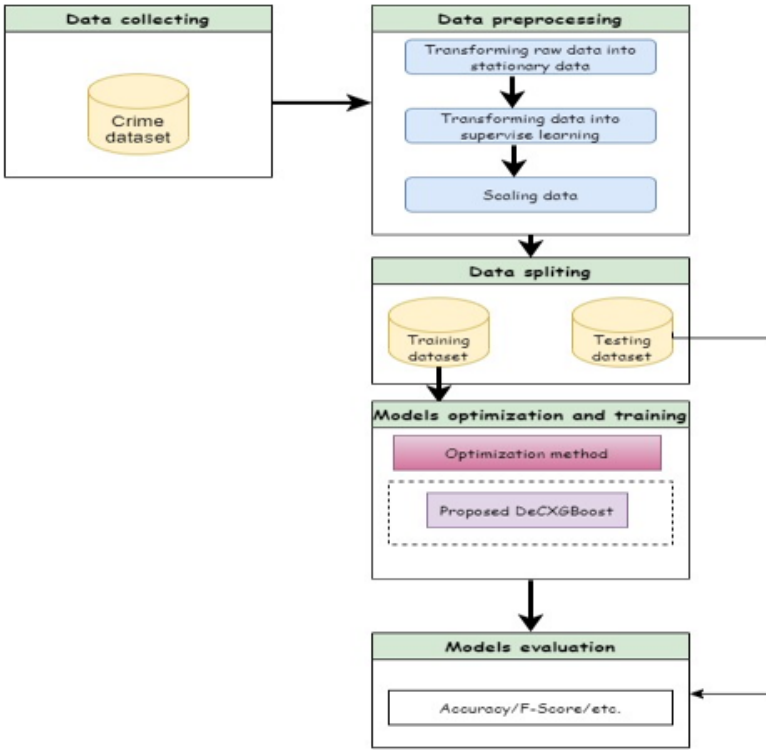 Data collecting
Crime
dataset
Data preprocessing
Transforming raw data into
stationary data
Transforming data into
supervise learning
Scaling data
Data spliting
Training
dataset
Testing
dataset
Models optimization and training
Optimization method
Proposed DeCXGBoost
Models evaluation
Accuracy/F-Score/etc.